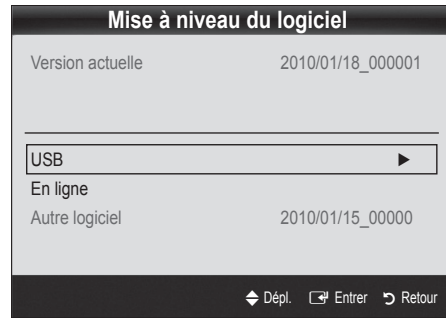 Mise à niveau du logiciel
Version actuelle 2010/01/18_000001
USB ▶
En ligne
Autre logiciel 2010/01/15_00000
Dépl. Entrer Retour